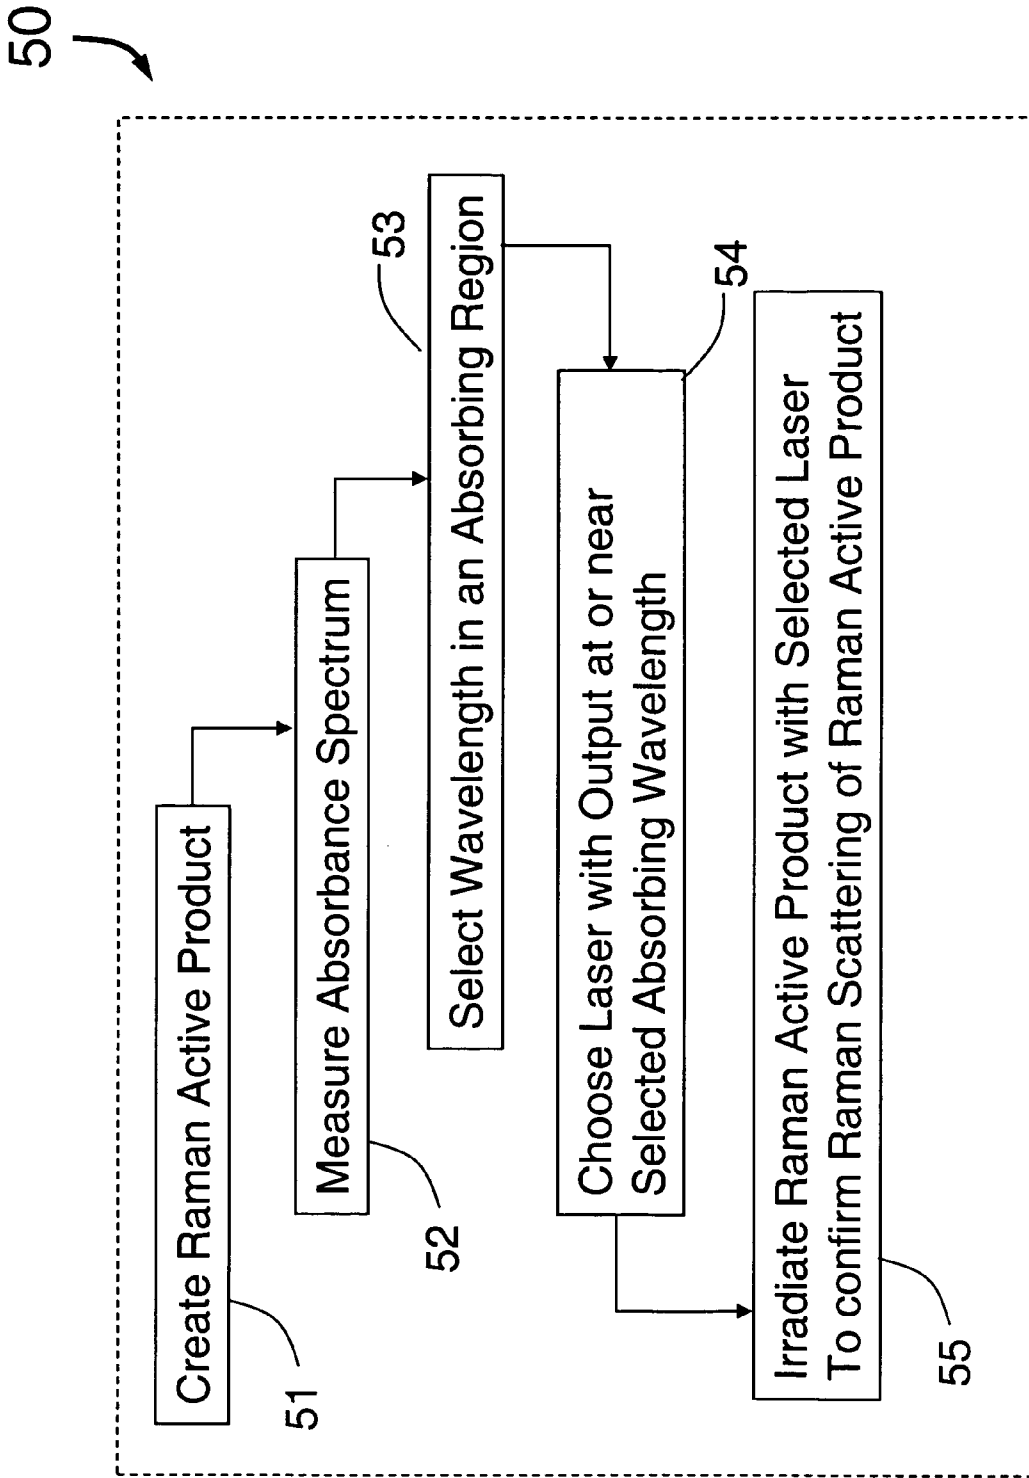 50
Create Raman Active Product
51
Measure Absorbance Spectrum
52
53
Select Wavelength in an Absorbing Region
Choose Laser with Output at or near
Selected Absorbing Wavelength
54
Irradiate Raman Active Product with Selected Laser
To confirm Raman Scattering of Raman Active Product
55